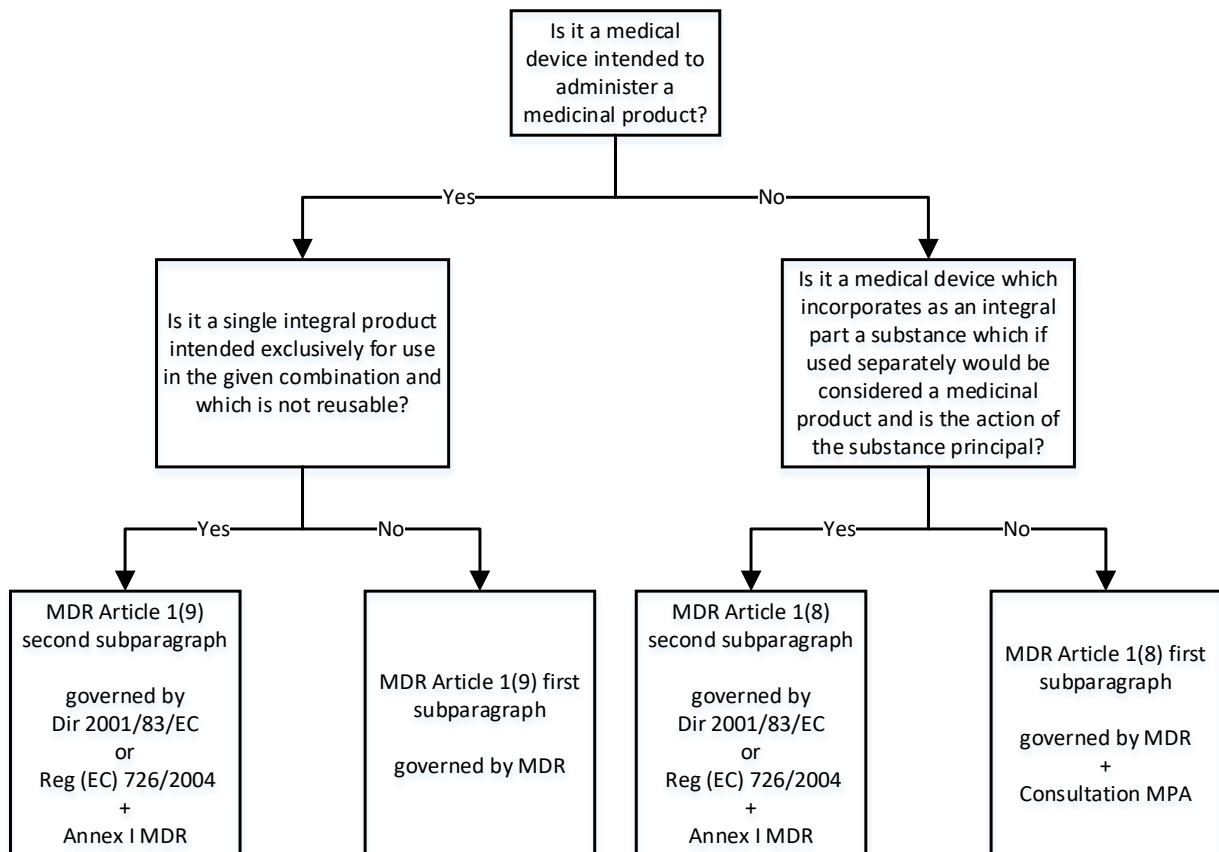 Is it a medical
device intended to
administer a
medicinal product?
Yes
No
Is it a single integral product
intended exclusively for use
in the given combination and
which is not reusable?
Is it a medical device which
incorporates as an integral
part a substance which if
used separately would be
considered a medicinal
product and is the action of
the substance principal?
Yes
No
Yes
No
MDR Article 1(9)
second subparagraph
governed by
Dir 2001/83/EC
or
Reg (EC) 726/2004
+
Annex I MDR
MDR Article 1(9) first
subparagraph
governed by MDR
MDR Article 1(8)
second subparagraph
governed by
Dir 2001/83/EC
or
Reg (EC) 726/2004
+
Annex I MDR
MDR Article 1(8) first
subparagraph
governed by MDR
+
Consultation MPA